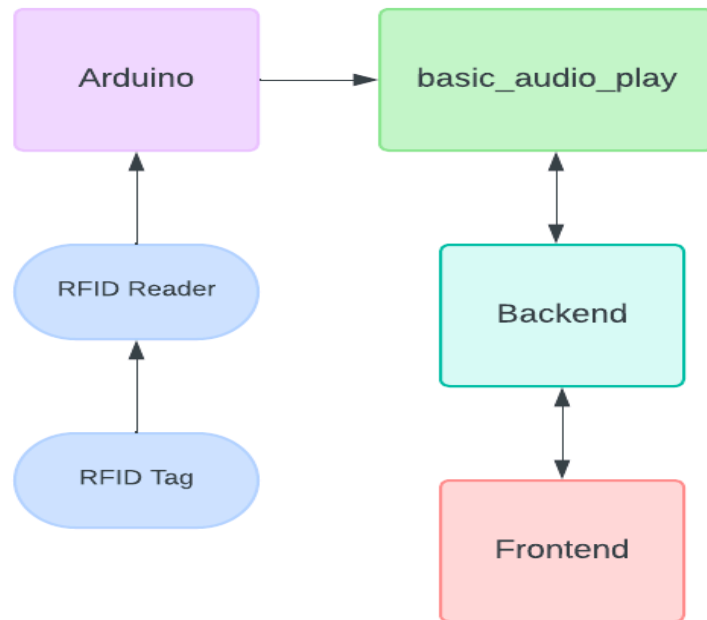 Arduino
basic_audio_play
RFID Reader
Backend
RFID Tag
Frontend